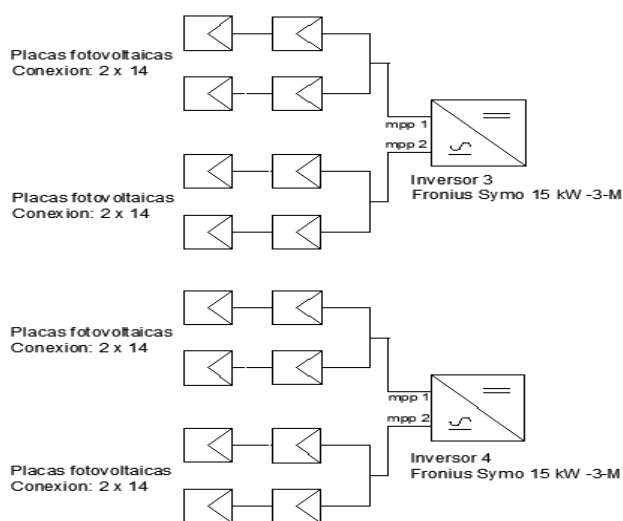 Placas fotovoltaicas
Conexion: 2 x 14
mpp 1
mpp 2
Placas fotovoltaicas
Conexion: 2 x 14
Inversor 3
Fronius Symo 15 kW -3-M
Placas fotovoltaicas
Conexion: 2 x 14
mpp 1
mpp 2
Placas fotovoltaicas
Conexion: 2 x 14
Inversor 4
Fronius Symo 15 kW -3-M